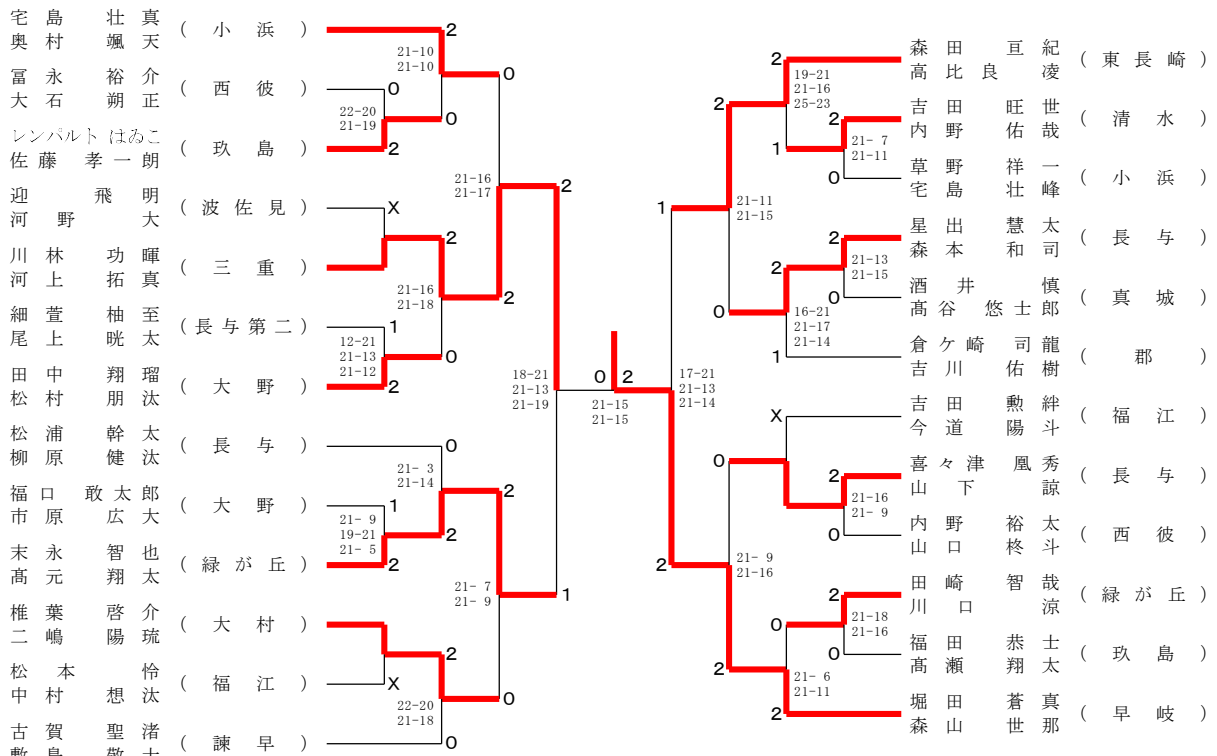 宅島 壮真
奥村 颯天
(小浜)
2
21-10
21-10
0
冨永 裕介
大石 朔正
(西彼)
0
22-20
21-19
0
レンパルト はゐこ
佐藤 孝一朗
(玖島)
2
21-16
21-17
2
迎 飛明
河野 大
(波佐見)
X
2
川林 功暉
河上 拓真
(三重)
21-16
21-18
2
細萱 柚至
尾上 晄太
(長与第二)
1
12-21
21-13
21-12
0
田中 翔瑠
松村 朋汰
(大野)
2
18-21
21-13
21-19
松浦 幹太
柳原 健汰
(長与)
0
21- 3
21-14
2
福口 敢太郎
市原 広大
(大野)
1
21- 9
19-21
21- 5
2
末永 智也
髙元 翔太
(緑が丘)
2
21- 7
21- 9
1
椎葉 啓介
二嶋 陽琉
(大村)
2
松本 怜
中村 想汰
(福江)
X
22-20
21-18
0
古賀 聖渚
(諫早)
0
0 2
21-15
21-15
森田 亘紀
高比良 凌
(東長崎)
2
19-21
21-16
25-23
2
吉田 旺世
内野 佑哉
(清水)
2
21- 7
21-11
1
草野 祥一
宅島 壮峰
(小浜)
0
21-11
21-15
1
星出 慧太
森本 和司
(長与)
2
21-13
21-15
2
酒井 慎
髙谷 悠士郎
(真城)
0
16-21
21-17
21-14
0
倉ケ崎 司龍
吉川 佑樹
(郡)
1
17-21
21-13
21-14
吉田 勲絆
今道 陽斗
(福江)
X
0
喜々津 凰秀
山下 諒
(長与)
2
21-16
21- 9
内野 裕太
山口 柊斗
(西彼)
0
21- 9
21-16
2
田崎 智哉
川口 涼
(緑が丘)
2
21-18
21-16
0
福田 恭士
髙瀬 翔太
(玖島)
0
21- 6
21-11
2
堀田 蒼真
森山 世那
(早岐)
2